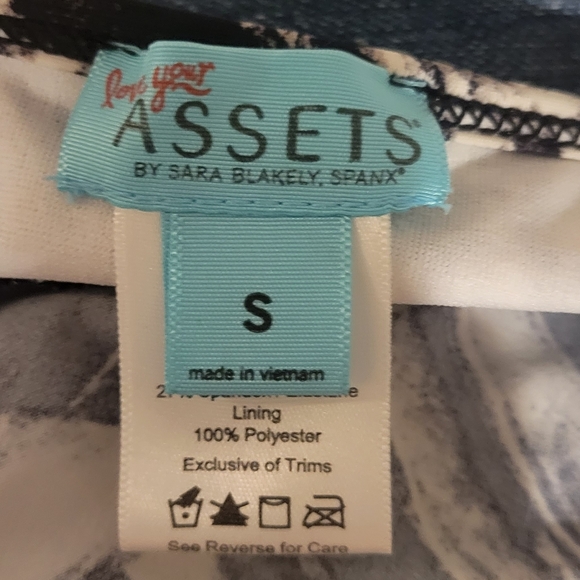 love your
ASSETS®
BY SARA BLAKELY, SPANX®
S
made in vietnam
Lining
100% Polyester
Exclusive of Trims
See Reverse for Care